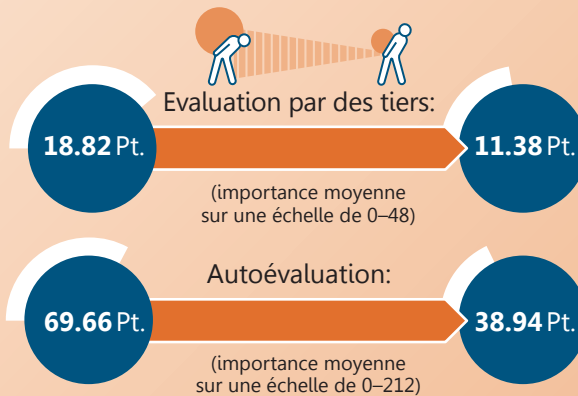 Evaluation par des tiers:
18.82 Pt.
11.38 Pt.
(importance moyenne
sur une échelle de 0–48)
Autoévaluation:
69.66 Pt.
38.94 Pt.
(importance moyenne
sur une échelle de 0–212)